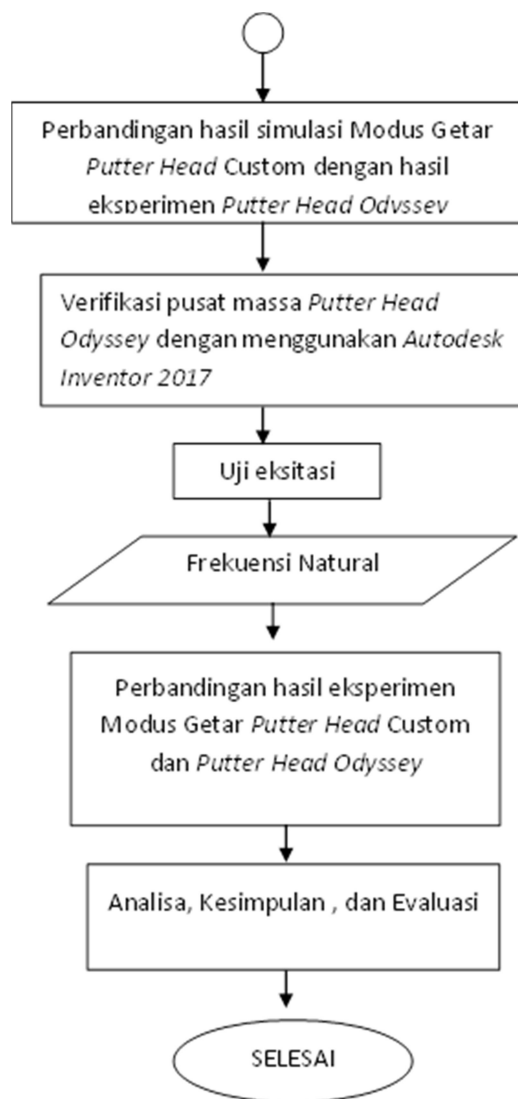 Perbandingan hasil simulasi Modus Getar
Putter Head Custom dengan hasil
eksperimen Putter Head Odyssey
Verifikasi pusat massa Putter Head
Odyssey dengan menggunakan Autodesk
Inventor 2017
Uji eksitasi
Frekuensi Natural
Perbandingan hasil eksperimen
Modus Getar Putter Head Custom
dan Putter Head Odyssey
Analisa, Kesimpulan , dan Evaluasi
SELESAI